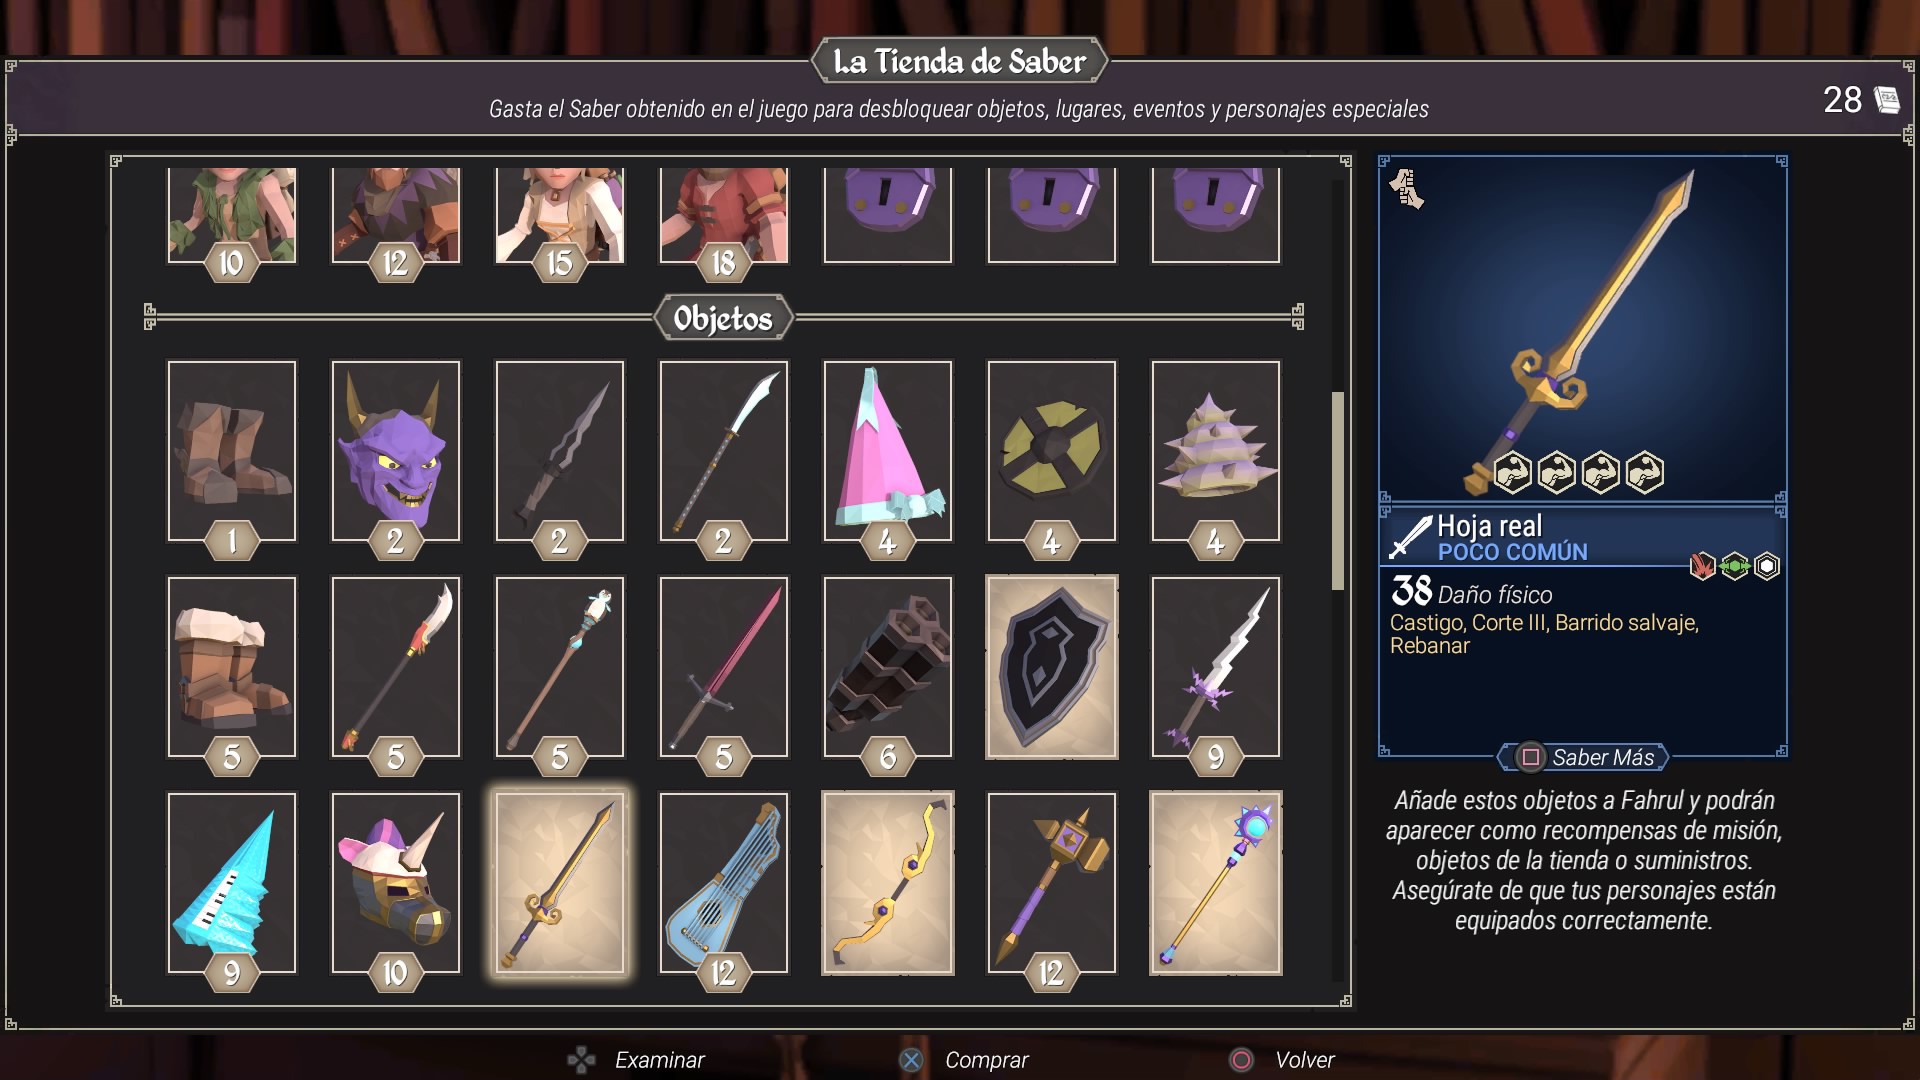 La Tienda de Saber
Gasta el Saber obtenido en el juego para desbloquear objetos, lugares, eventos y personajes especiales
28
10 12 15 18
Objetos
1 2 2 2 4 4 4
5 5 5 5 6 9
9 10 12 12
Hoja real
POCO COMÚN
38 Daño físico
Castigo, Corte III, Barrido salvaje,
Rebanar
Saber Más
Añade estos objetos a Fahrul y podrán
aparecer como recompensas de misión,
objetos de la tienda o suministros.
Asegúrate de que tus personajes están
equipados correctamente.
Examinar
Comprar
Volver